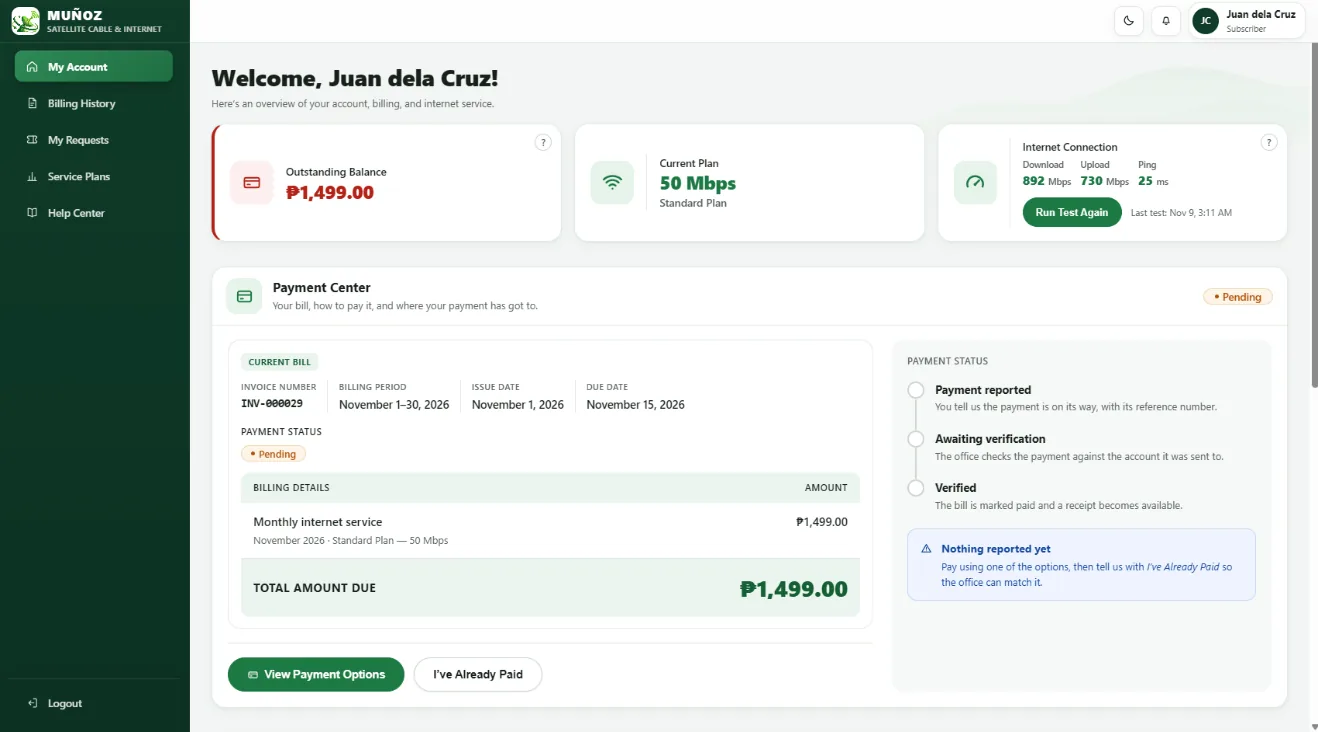 MUÑOZ
SATELLITE CABLE & INTERNET
My Account
Billing History
My Requests
Service Plans
Help Center
Logout
JC
Juan dela Cruz
Subscriber
Welcome, Juan dela Cruz!
Here's an overview of your account, billing, and internet service.
Outstanding Balance
₱1,499.00
?
Current Plan
50 Mbps
Standard Plan
Internet Connection
?
Download Upload Ping
892 Mbps 730 Mbps 25 ms
Run Test Again
Last test: Nov 9, 3:11 AM
Payment Center
Your bill, how to pay it, and where your payment has got to.
• Pending
CURRENT BILL
INVOICE NUMBER BILLING PERIOD ISSUE DATE DUE DATE
INV-000029 November 1–30, 2026 November 1, 2026 November 15, 2026
PAYMENT STATUS
• Pending
BILLING DETAILS AMOUNT
Monthly internet service ₱1,499.00
November 2026 · Standard Plan — 50 Mbps
TOTAL AMOUNT DUE ₱1,499.00
View Payment Options
I've Already Paid
PAYMENT STATUS
Payment reported
You tell us the payment is on its way, with its reference number.
Awaiting verification
The office checks the payment against the account it was sent to.
Verified
The bill is marked paid and a receipt becomes available.
Nothing reported yet
Pay using one of the options, then tell us with I've Already Paid so
the office can match it.